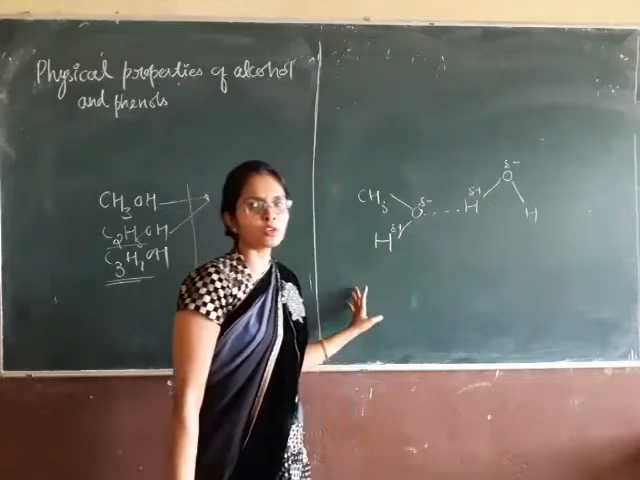 Physical properties of alcohol
and phenols
CH3OH
C2H5OH
C3H7OH
δ-
CH3 O δ- H δ+ O
H δ+ H